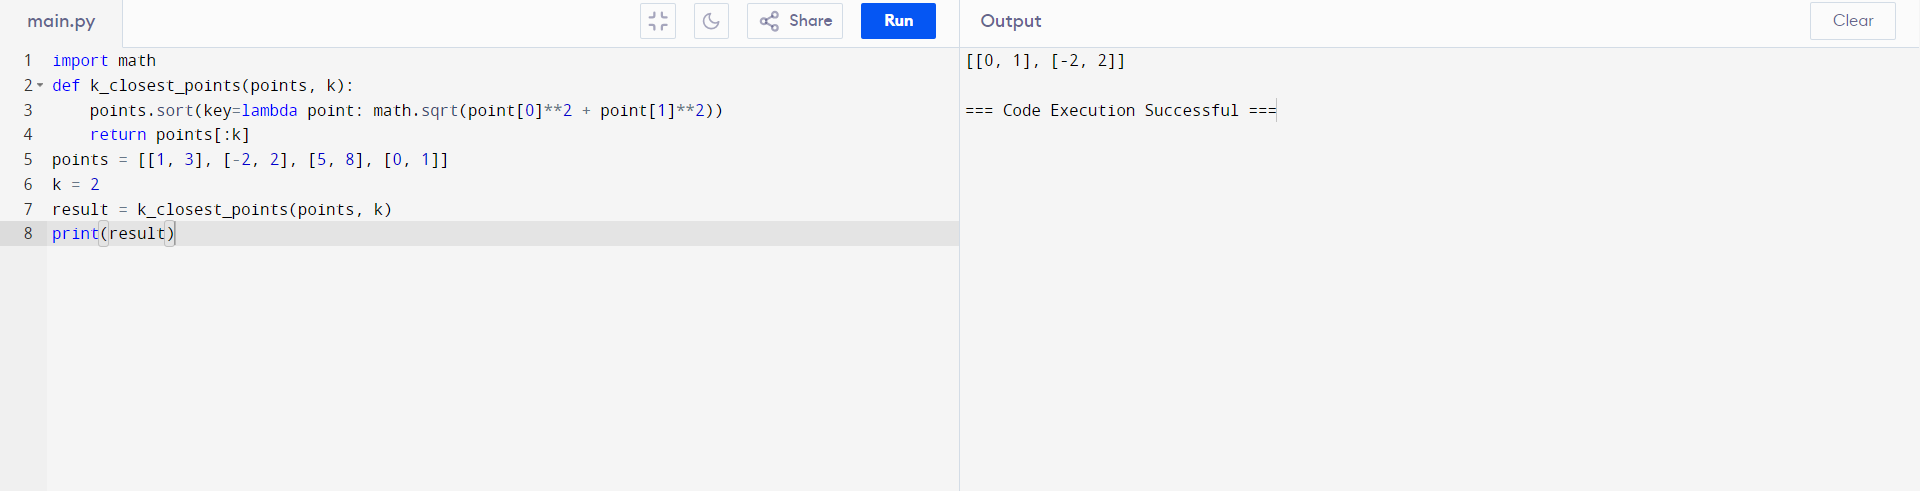 main.py
Share
Run
Output
Clear
1 import math
2 def k_closest_points(points, k):
3     points.sort(key=lambda point: math.sqrt(point[0]**2 + point[1]**2))
4     return points[:k]
5 points = [[1, 3], [-2, 2], [5, 8], [0, 1]]
6 k = 2
7 result = k_closest_points(points, k)
8 print(result)
[[0, 1], [-2, 2]]
=== Code Execution Successful ===